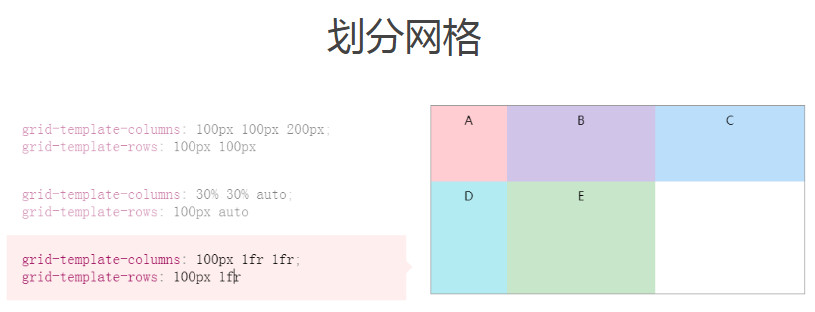 划分网格
grid-template-columns: 100px 100px 200px;
grid-template-rows: 100px 100px
grid-template-columns: 30% 30% auto;
grid-template-rows: 100px auto
grid-template-columns: 100px 1fr 1fr;
grid-template-rows: 100px 1fr
A B C
D E